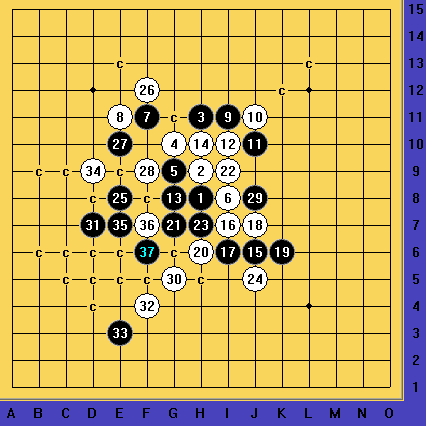 15
14
c c 13
26 c 12
8 7 c 3 9 10 11
27 4 14 12 11 10
c c 34 c 28 5 2 22 9
c 25 c 13 1 6 29 8
31 35 36 21 23 16 18 7
c c c c 37 c 20 17 15 19 6
c c c c 30 c 24 5
c 32 4
33 3
2
1
A B C D E F G H I J K L M N O